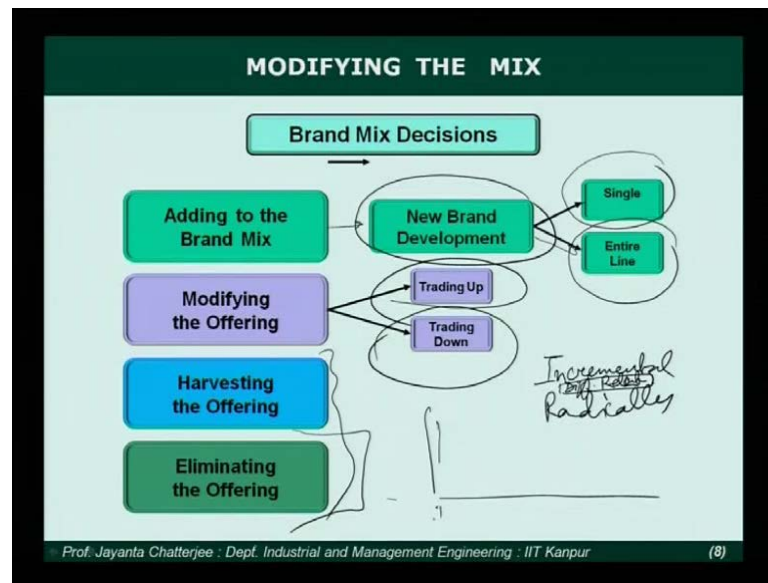 MODIFYING THE MIX
Brand Mix Decisions
Adding to the
Brand Mix
New Brand
Development
Single
Entire
Line
Modifying
the Offering
Trading Up
Trading
Down
Harvesting
the Offering
Incremental
Radically
Eliminating
the Offering
Prof. Jayanta Chatterjee : Depf. Industrial and Management Engineering : IIT Kanpur (8)